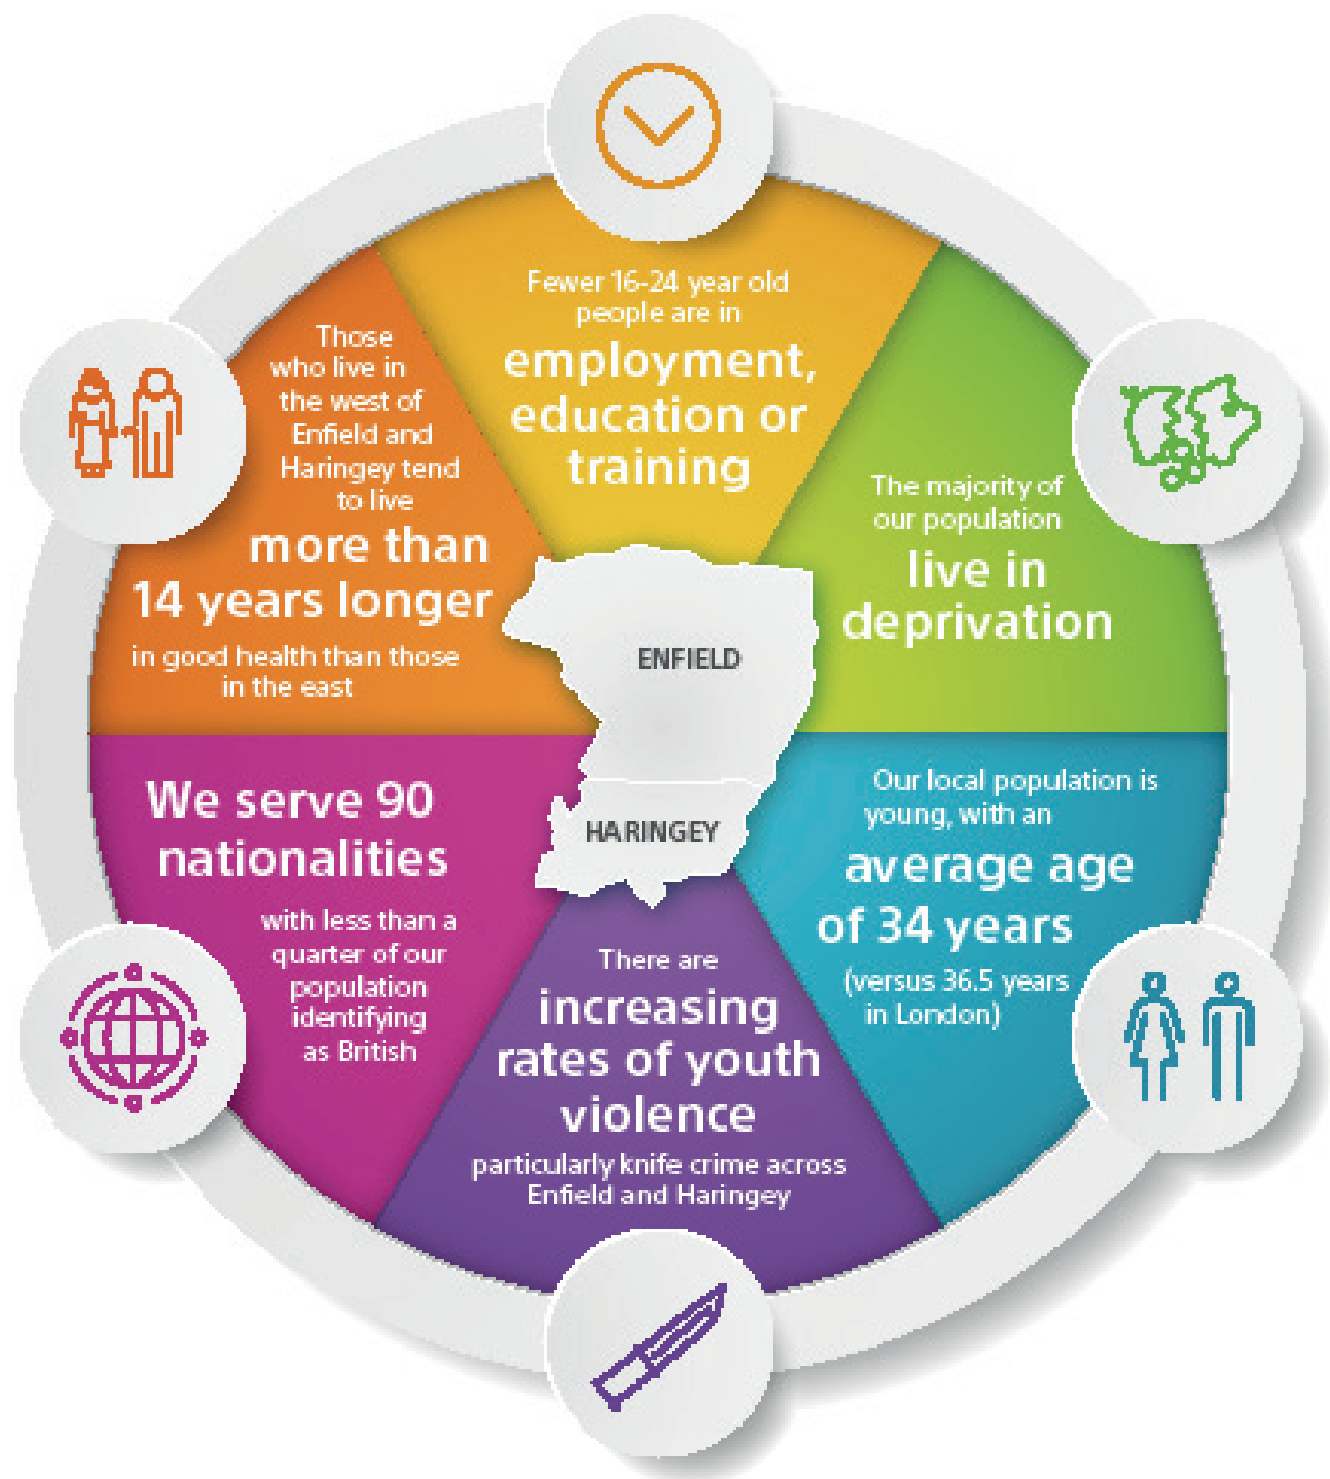 Fewer 16-24 year old
people are in
employment,
education or
training
The majority of
our population
live in
deprivation
Our local population is
young, with an
average age
of 34 years
(versus 36.5 years
in London)
There are
increasing
rates of youth
violence
particularly knife crime across
Enfield and Haringey
We serve 90
nationalities
with less than a
quarter of our
population
identifying
as British
Those
who live in
the west of
Enfield and
Haringey tend
to live
more than
14 years longer
in good health than those
in the east
ENFIELD
HARINGEY